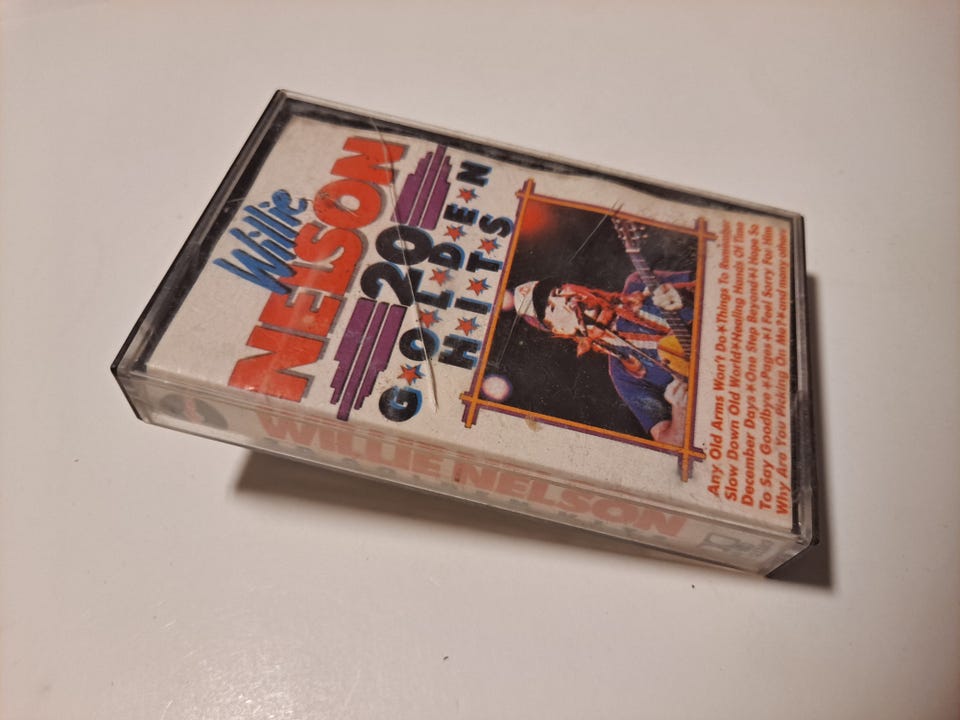 Willie
NELSON
20
G★O★L★D★E★N
H★I★T★S
Any Old Arms Won't Do★Things To Remember
Slow Down Old World★Healing Hands Of Time
December Days★One Step Beyond★I Hope So
To Say Goodbye★Pages★I Feel Sorry For Him
Why Are You Picking On Me?★and many others
WILLIE NELSON